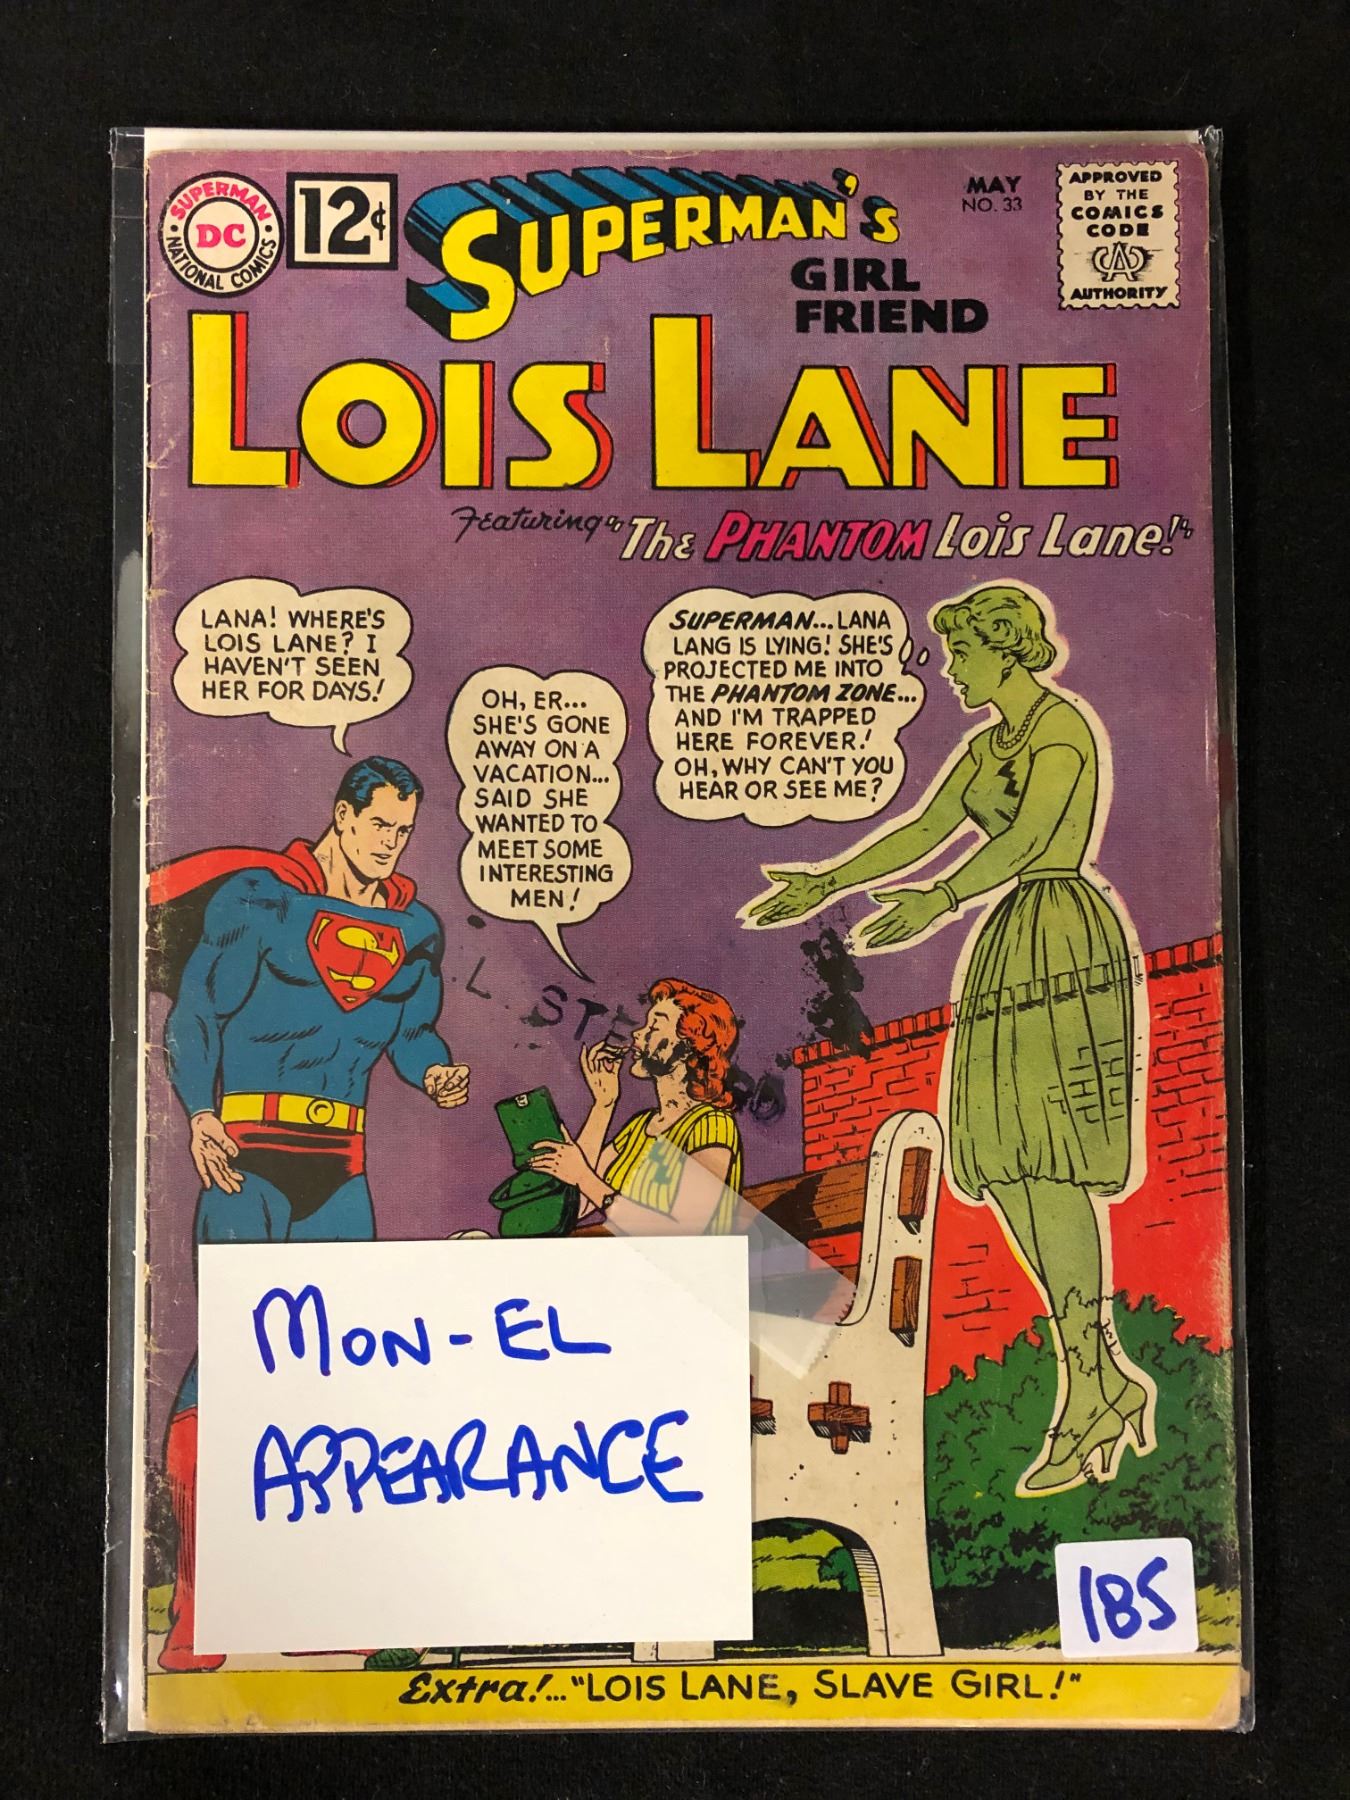 SUPERMAN
DC
NATIONAL COMICS
12¢
SUPERMAN's
GIRL
FRIEND
LOIS LANE
MAY
NO. 33
APPROVED
BY THE
COMICS
CODE
CA
AUTHORITY
Featuring "The PHANTOM Lois Lane!"
LANA! WHERE'S
LOIS LANE? I
HAVEN'T SEEN
HER FOR DAYS!
OH, ER...
SHE'S GONE
AWAY ON A
VACATION...
SAID SHE
WANTED TO
MEET SOME
INTERESTING
MEN!
SUPERMAN... LANA
LANG IS LYING! SHE'S
PROJECTED ME INTO
THE PHANTOM ZONE...
AND I'M TRAPPED
HERE FOREVER!
OH, WHY CAN'T YOU
HEAR OR SEE ME?
S
L. STE
MON-EL
APPEARANCE
185
Extra!... "LOIS LANE, SLAVE GIRL!"